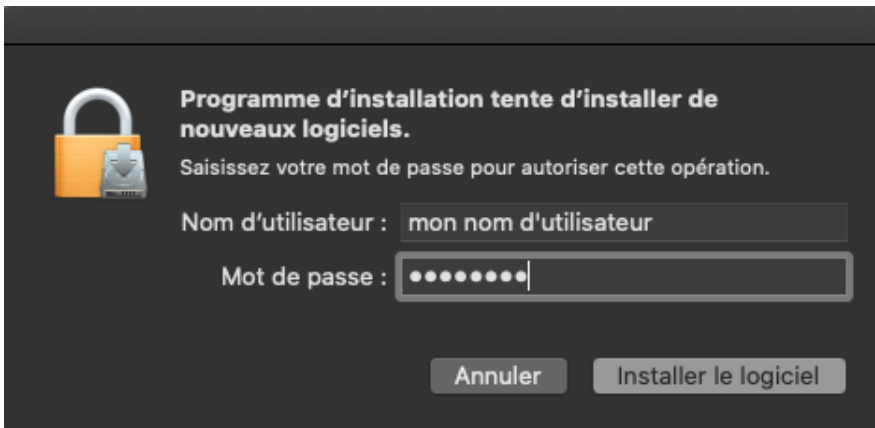 Programme d’installation tente d’installer de
nouveaux logiciels.
Saisissez votre mot de passe pour autoriser cette opération.
Nom d’utilisateur : mon nom d'utilisateur
Mot de passe : ••••••••
Annuler Installer le logiciel